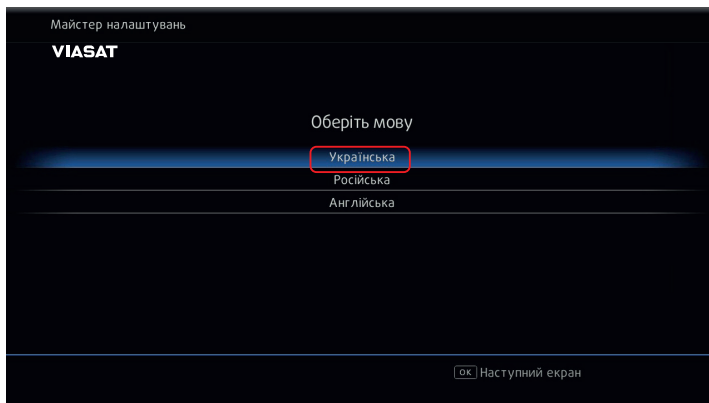 Майстер налаштувань
VIASAT
Оберіть мову
Українська
Російська
Англійська
OK Наступний екран